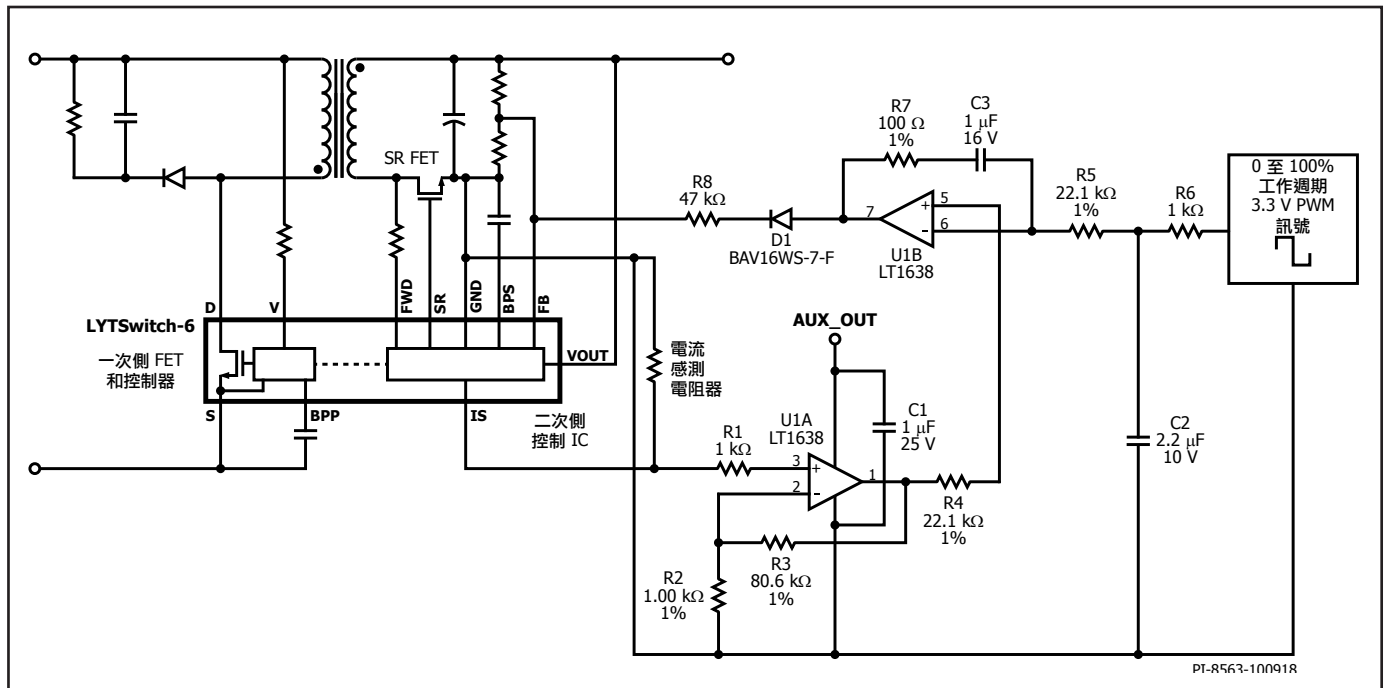 SR FET
R8
47 kΩ
D1
BAV16WS-7-F
R7
100 Ω
1%
C3
1 μF
16 V
7
5
6
+
-
U1B
LT1638
R5
22.1 kΩ
1%
R6
1 kΩ
0 至 100%
工作週期
3.3 V PWM
訊號
D
V
FWD
SR
GND
BPS
FB
LYTSwitch-6
一次側 FET
和控制器
VOUT
S
BPP
IS
二次側
控制 IC
電流
感測
電阻器
AUX_OUT
R1
1 kΩ
U1A
LT1638
3
2
+
-
1
C1
1 μF
25 V
R4
22.1 kΩ
1%
R3
80.6 kΩ
1%
R2
1.00 kΩ
1%
C2
2.2 μF
10 V
PI-8563-100918